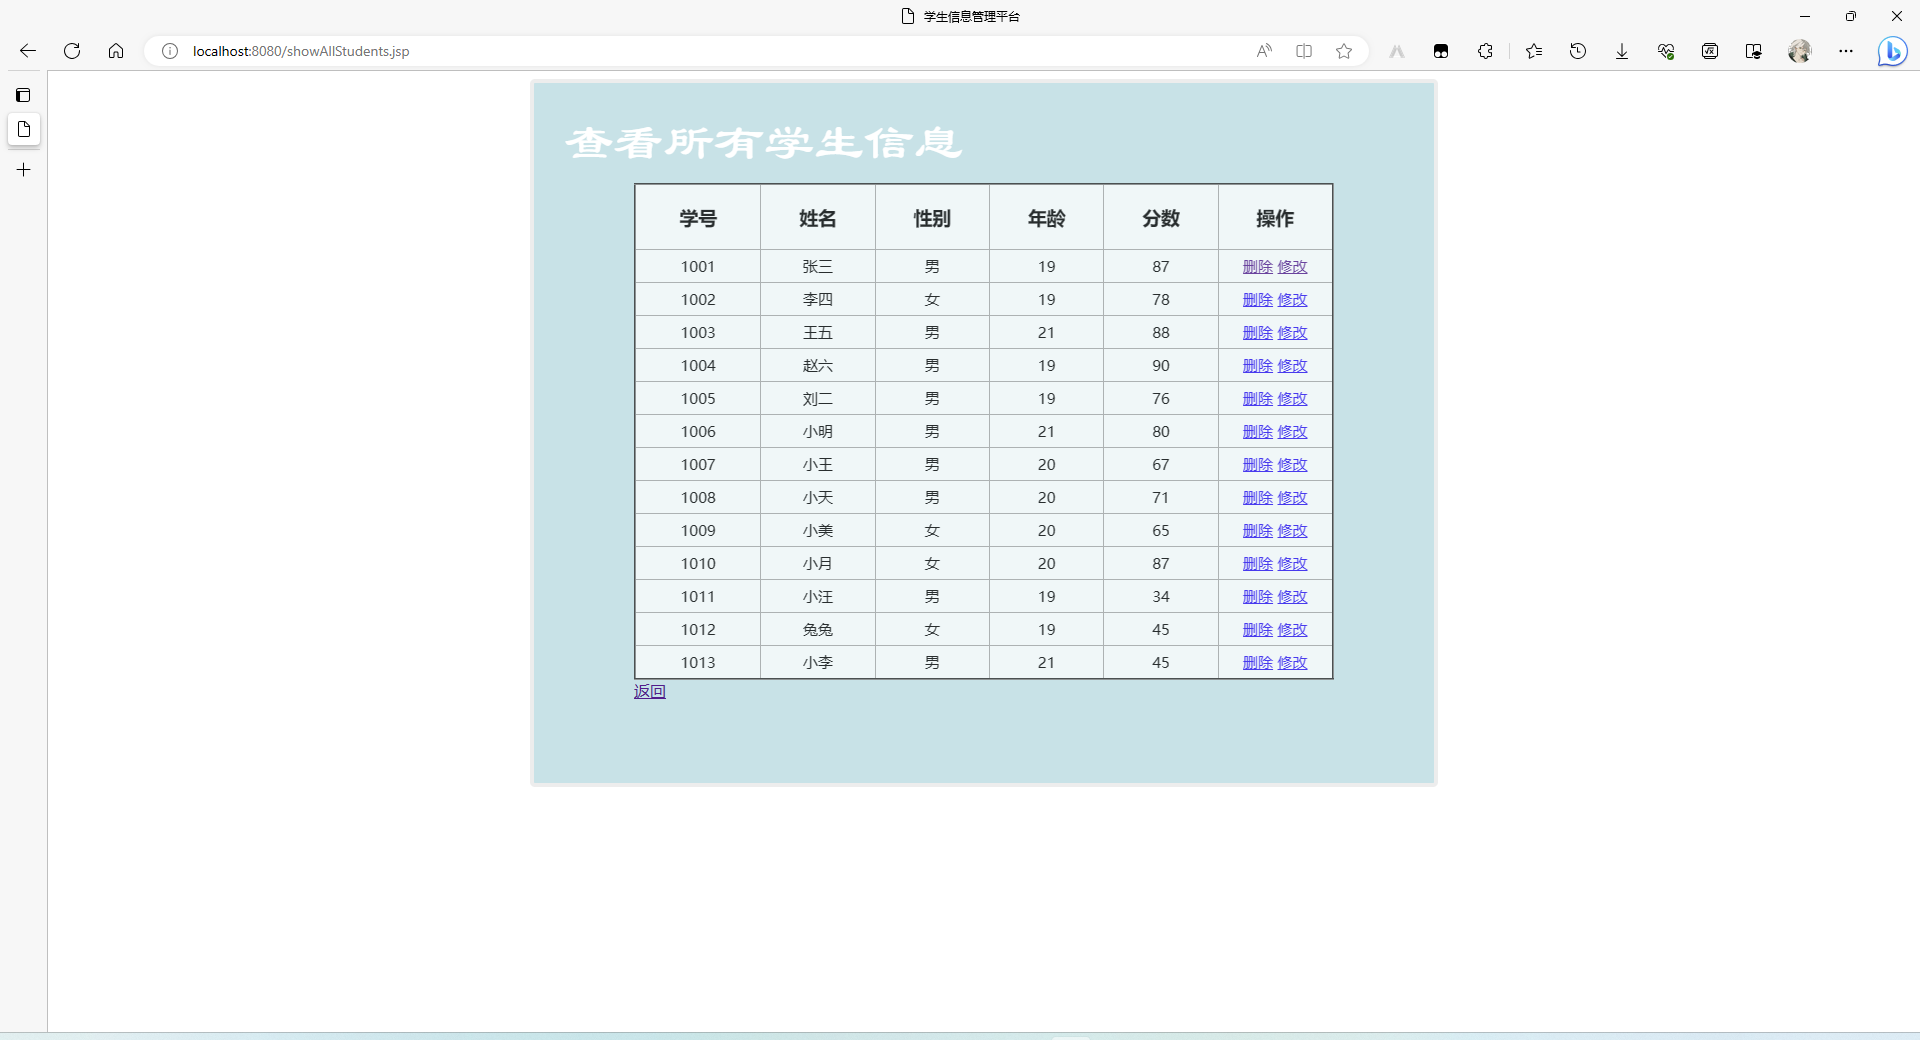 学生信息管理平台
localhost:8080/showAllStudents.jsp
查看所有学生信息
学号 姓名 性别 年龄 分数 操作
1001 张三 男 19 87 删除 修改
1002 李四 女 19 78 删除 修改
1003 王五 男 21 88 删除 修改
1004 赵六 男 19 90 删除 修改
1005 刘二 男 19 76 删除 修改
1006 小明 男 21 80 删除 修改
1007 小王 男 20 67 删除 修改
1008 小天 男 20 71 删除 修改
1009 小美 女 20 65 删除 修改
1010 小月 女 20 87 删除 修改
1011 小汪 男 19 34 删除 修改
1012 兔兔 女 19 45 删除 修改
1013 小李 男 21 45 删除 修改
返回